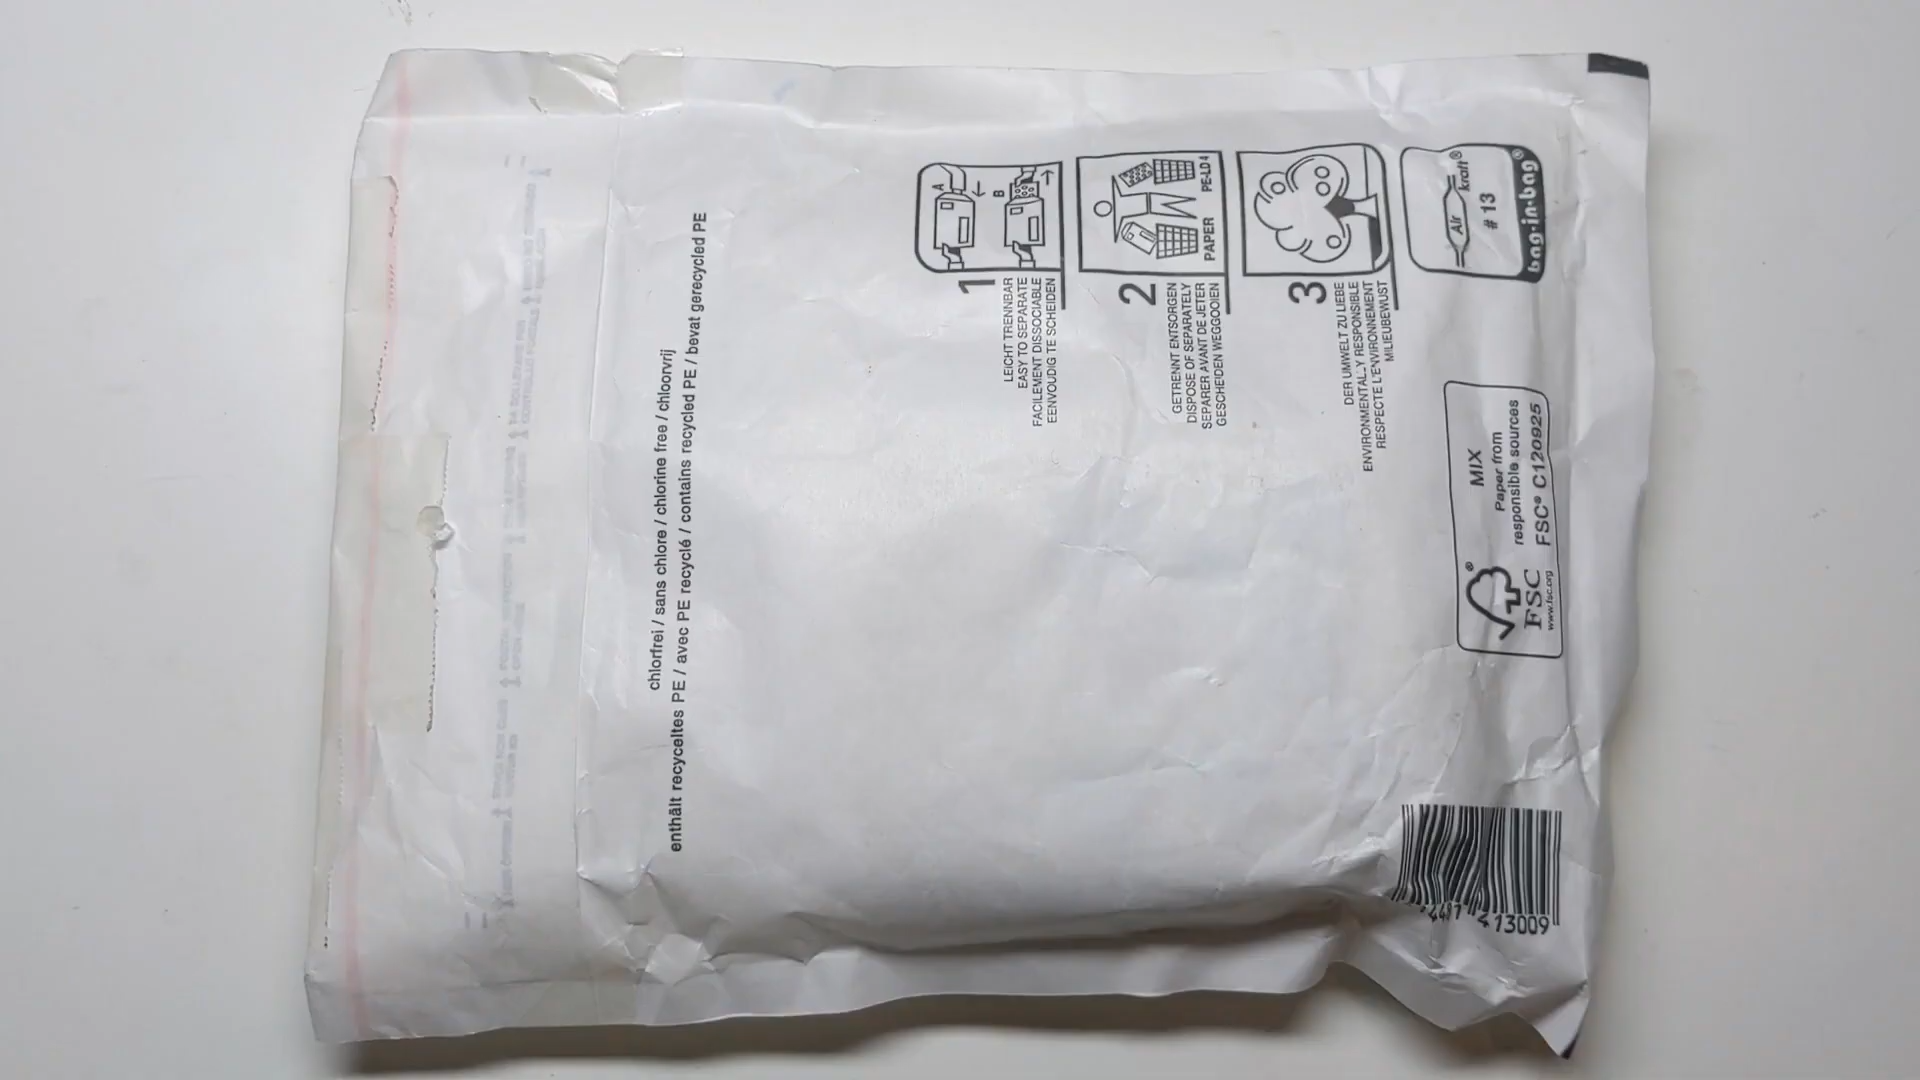 chlorfrei / sans chlore / chlorine free / chloorvrij
enthält recyceltes PE / avec PE recyclé / contains recycled PE / bevat gerecycled PE
A
B
1
LEICHT TRENNBAR
EASY TO SEPARATE
FACILEMENT DISSOCIABLE
EENVOUDIG TE SCHEIDEN
PAPER PE-LD 4
2
GETRENNT ENTSORGEN
DISPOSE OF SEPARATELY
SEPARER AVANT DE JETER
GESCHEIDEN WEGGOOIEN
3
DER UMWELT ZU LIEBE
ENVIRONMENTALLY RESPONSIBLE
RESPECTE L'ENVIRONNEMENT
MILIEUBEWUST
Air kraft®
# 13
bag-in-bag®
FSC®
www.fsc.org
MIX
Paper from
responsible sources
FSC® C120925
413009